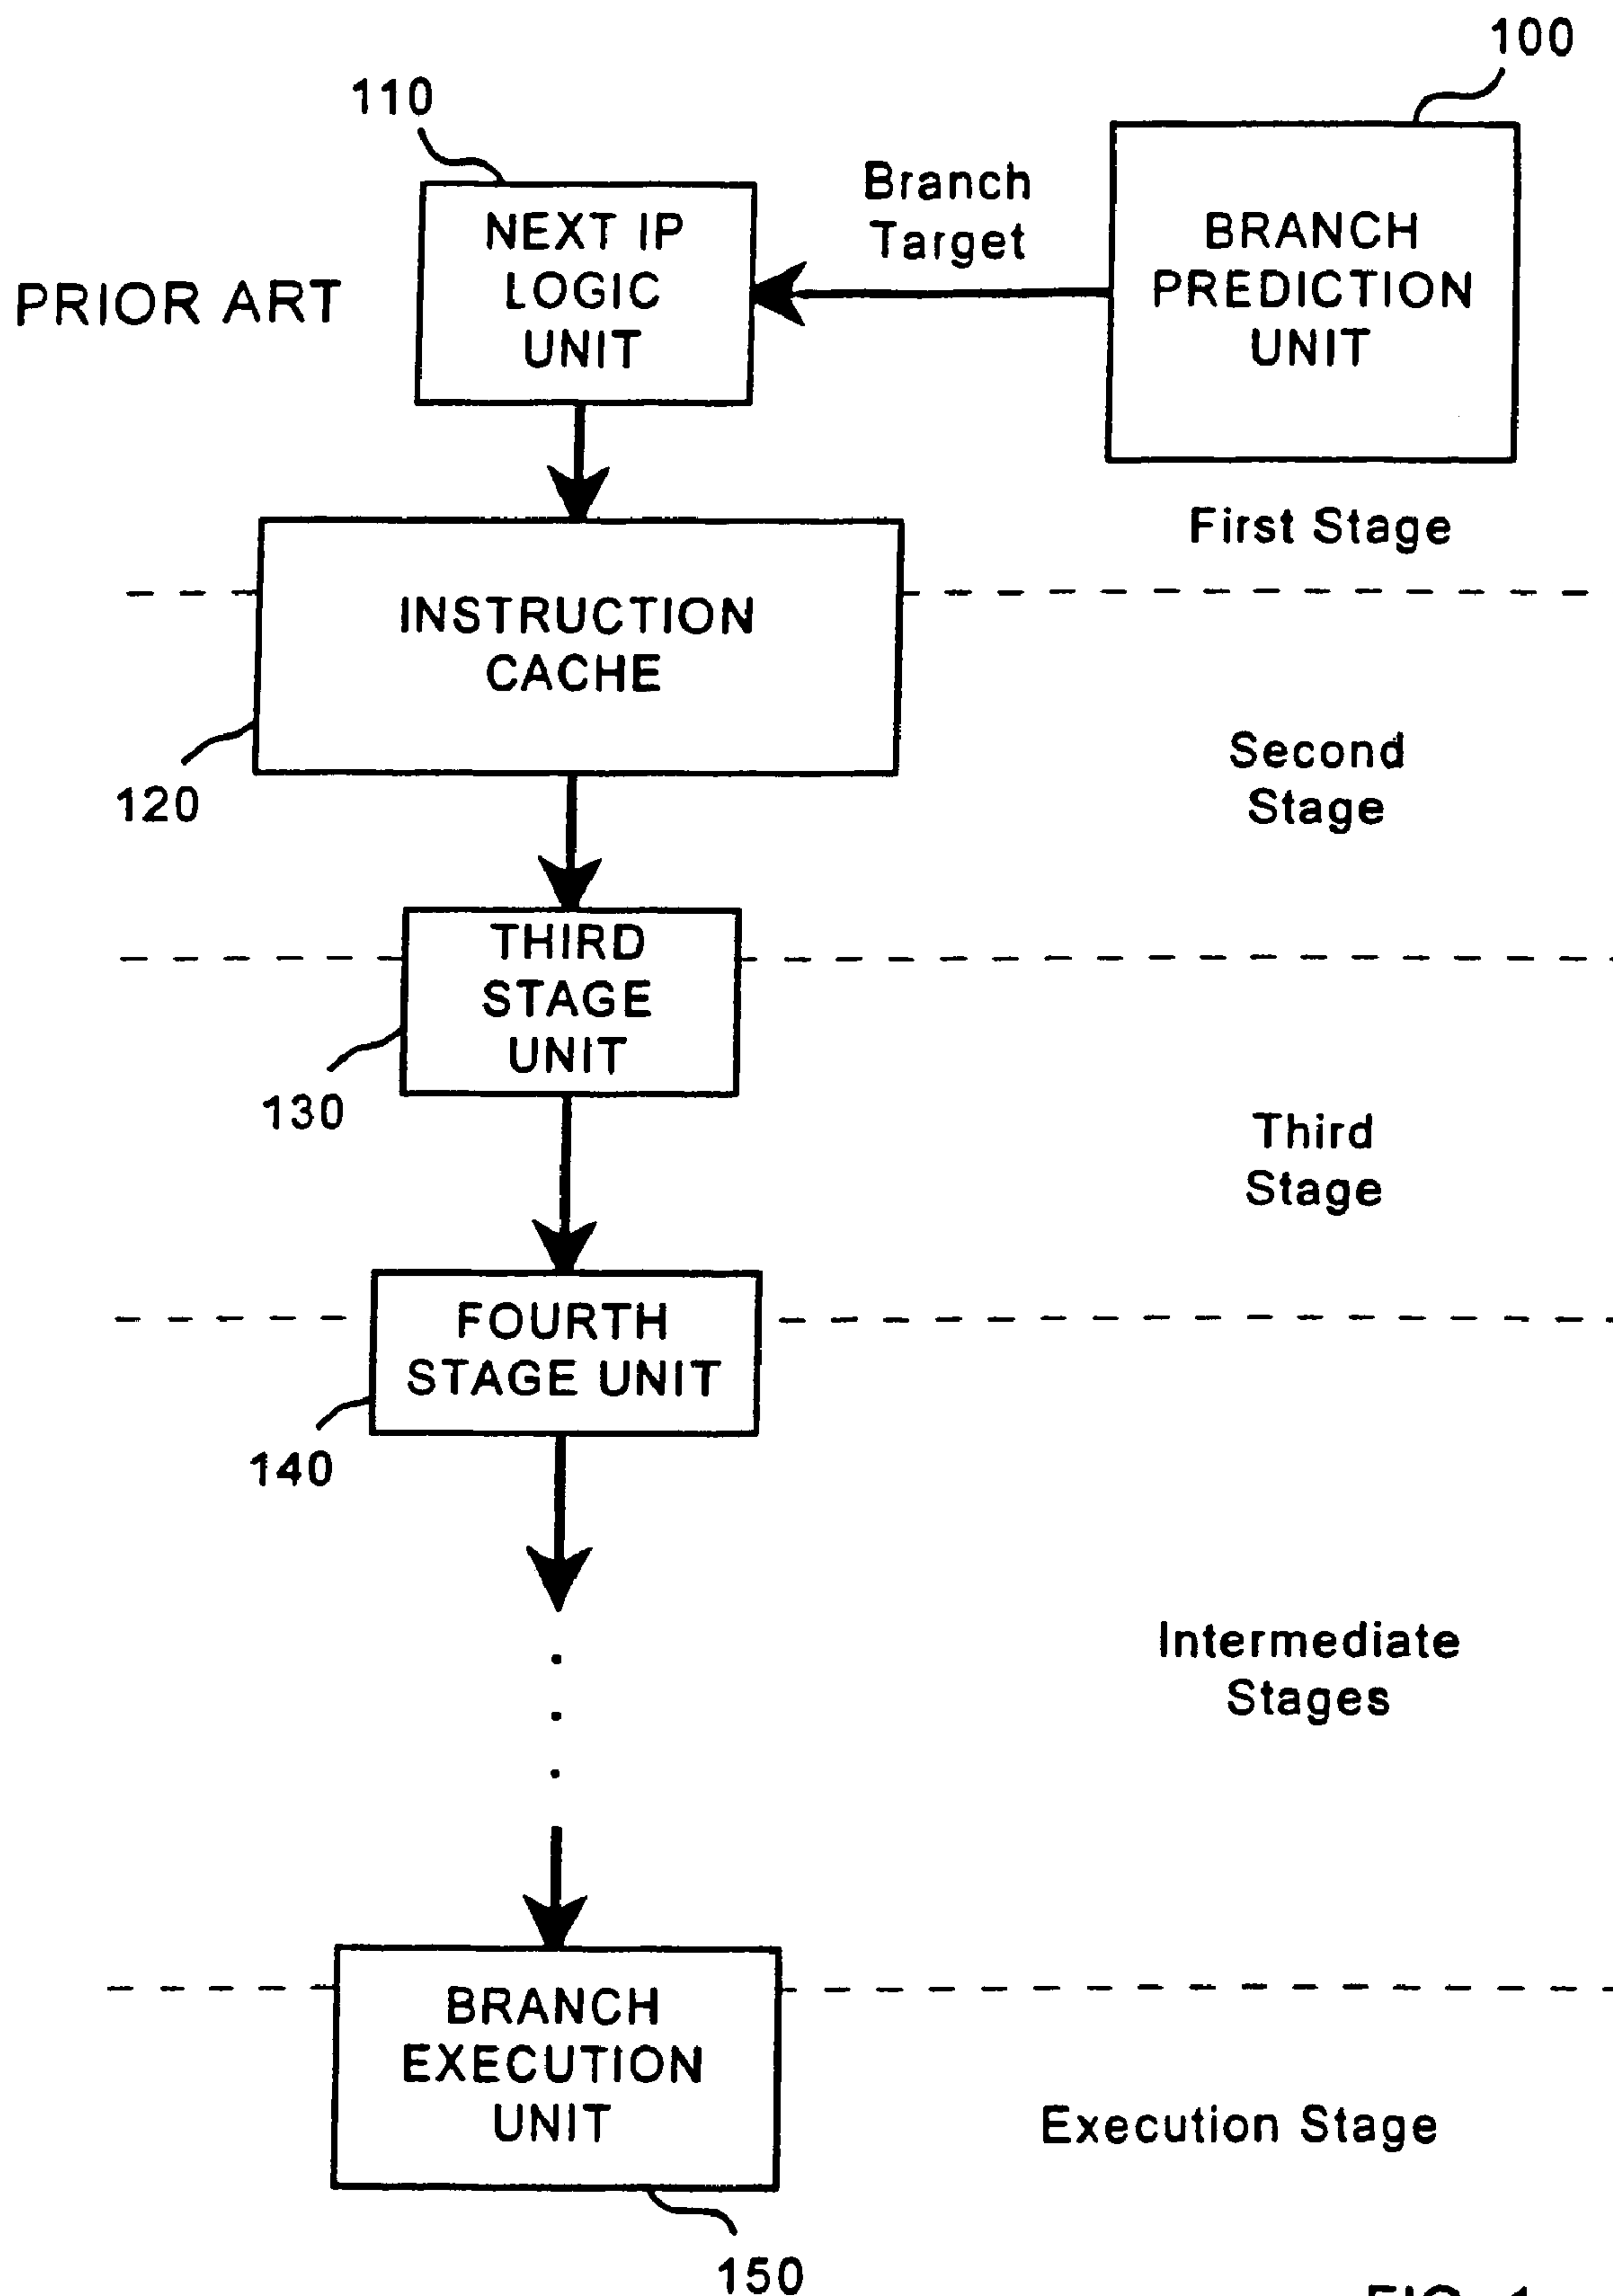 100
110
Branch
Target
NEXT IP
LOGIC
UNIT
BRANCH
PREDICTION
UNIT
PRIOR ART
First Stage
INSTRUCTION
CACHE
120
Second
Stage
THIRD
STAGE
UNIT
130
Third
Stage
FOURTH
STAGE UNIT
140
Intermediate
Stages
BRANCH
EXECUTION
UNIT
Execution Stage
150